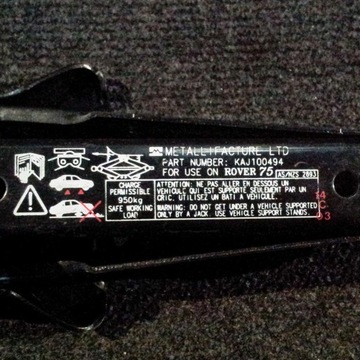 METALLIFACTURE LTD
PART NUMBER: KAJ100494
FOR USE ON ROVER 75 AS/NZS 2693
CHARGE
PERMISSIBLE
950kg
SAFE WORKING
LOAD
ATTENTION: NE PAS ALLER EN DESSOUS UN
VEHICULE QUI EST SUPPORTE SEULEMENT PAR UN
CRIC. UTILISEZ UN BATI A VEHICULE.
WARNING: DO NOT GET UNDER A VEHICLE SUPPORTED
ONLY BY A JACK USE VEHICLE SUPPORT STANDS.
14
C
03